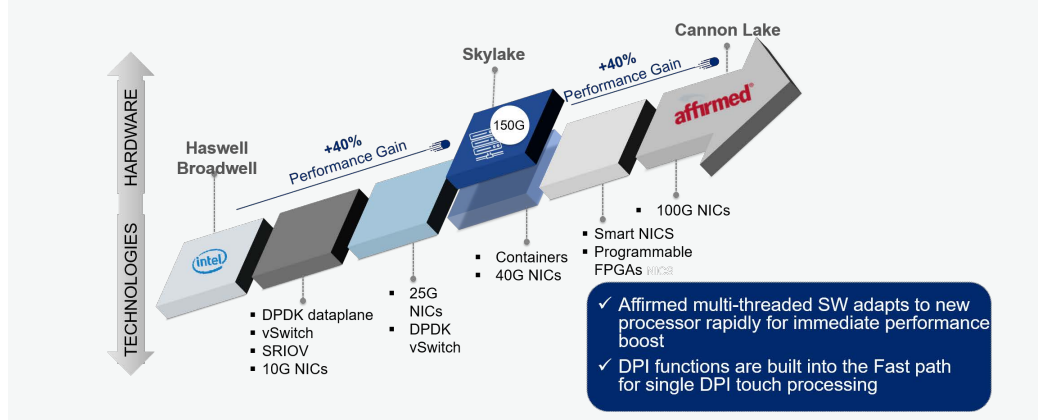 Cannon Lake
Skylake
+40%
Performance Gain
affirmed®
150G
HARDWARE
Haswell
Broadwell
+40%
Performance Gain
100G NICs
Smart NICS
Programmable
FPGAs NICS
intel
Containers
40G NICs
TECHNOLOGIES
25G
NICs
DPDK
vSwitch
DPDK dataplane
vSwitch
SRIOV
10G NICs
✓ Affirmed multi-threaded SW adapts to new
processor rapidly for immediate performance
boost
✓ DPI functions are built into the Fast path
for single DPI touch processing